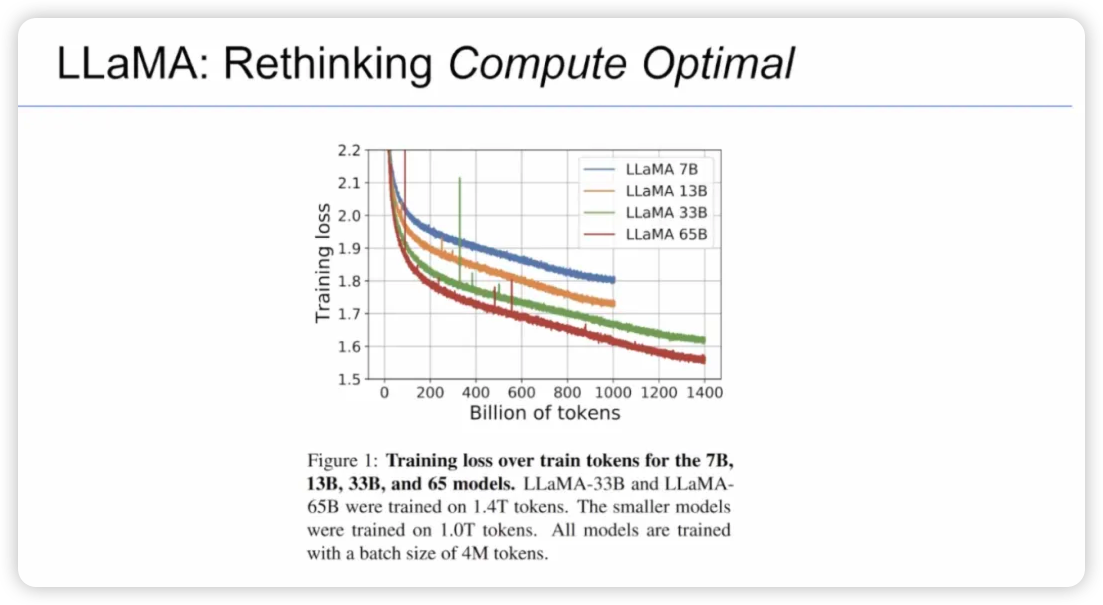 LLaMA: Rethinking Compute Optimal
2.2
2.1
2.0
1.9
1.8
1.7
1.6
1.5
Training loss
LLaMA 7B
LLaMA 13B
LLaMA 33B
LLaMA 65B
0 200 400 600 800 1000 1200 1400
Billion of tokens
Figure 1: Training loss over train tokens for the 7B,
13B, 33B, and 65 models. LLaMA-33B and LLaMA-
65B were trained on 1.4T tokens. The smaller models
were trained on 1.0T tokens. All models are trained
with a batch size of 4M tokens.